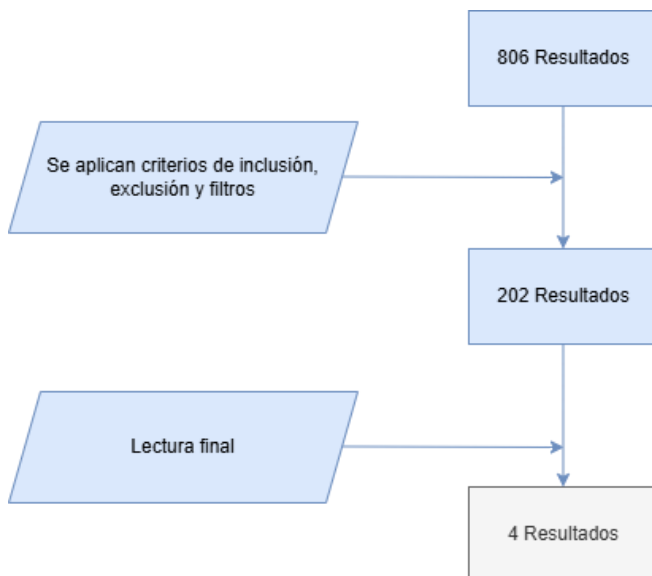 806 Resultados
Se aplican criterios de inclusión,
exclusión y filtros
202 Resultados
Lectura final
4 Resultados